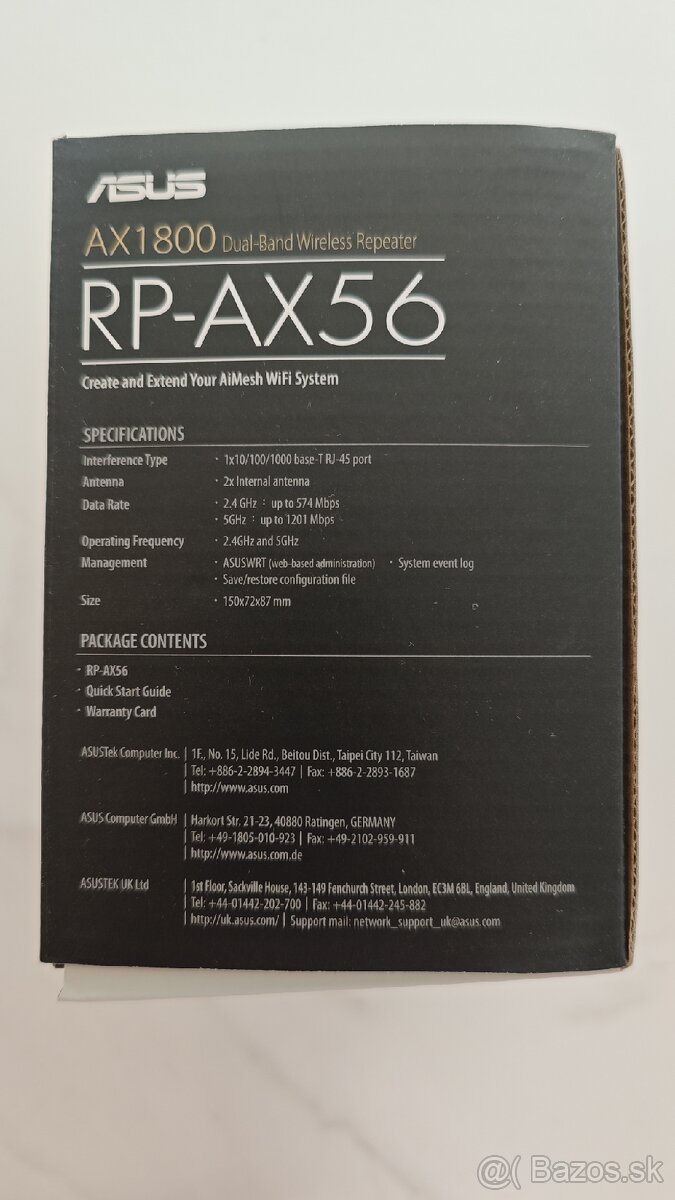 ASUS
AX1800 Dual-Band Wireless Repeater
RP-AX56
Create and Extend Your AiMesh WiFi System
SPECIFICATIONS
Interference Type · 1x10/100/1000 base-T RJ-45 port
Antenna · 2x Internal antenna
Data Rate · 2.4 GHz : up to 574 Mbps
· 5GHz : up to 1201 Mbps
Operating Frequency · 2.4GHz and 5GHz
Management · ASUSWRT (web-based administration) · System event log
· Save/restore configuration file
Size · 150x72x87 mm
PACKAGE CONTENTS
· RP-AX56
· Quick Start Guide
· Warranty Card
ASUSTek Computer Inc. | 1F., No. 15, Lide Rd., Beitou Dist., Taipei City 112, Taiwan
| Tel: +886-2-2894-3447 | Fax: +886-2-2893-1687
| http://www.asus.com
ASUS Computer GmbH | Harkort Str. 21-23, 40880 Ratingen, GERMANY
| Tel: +49-1805-010-923 | Fax: +49-2102-959-911
| http://www.asus.com.de
ASUSTEK UK Ltd | 1st Floor, Sackville House, 143-149 Fenchurch Street, London, EC3M 6BL, England, United Kingdom
| Tel: +44-01442-202-700 | Fax: +44-01442-245-882
| http://uk.asus.com/ | Support mail: network_support_uk@asus.com
@( Bazos.sk